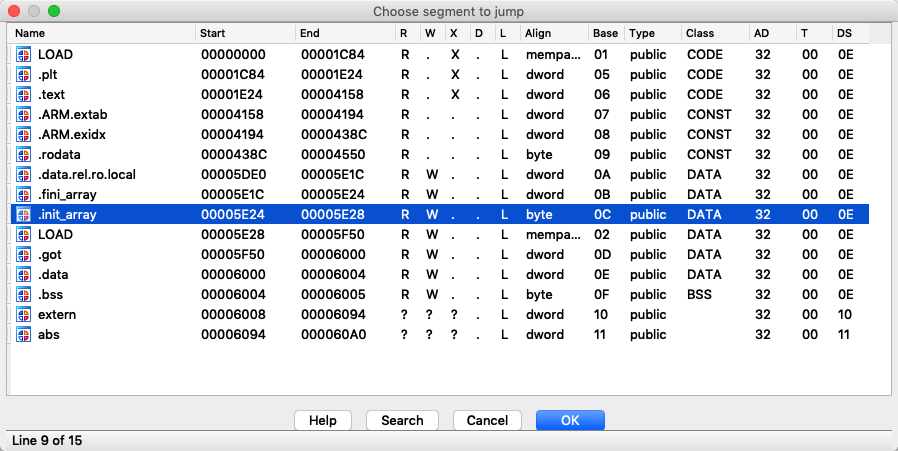 Choose segment to jump
Name Start End R W X D L Align Base Type Class AD T DS
LOAD 00000000 00001C84 R . X . L mempa... 01 public CODE 32 00 0E
.plt 00001C84 00001E24 R . X . L dword 05 public CODE 32 00 0E
.text 00001E24 00004158 R . X . L dword 06 public CODE 32 00 0E
.ARM.extab 00004158 00004194 R . . . L dword 07 public CONST 32 00 0E
.ARM.exidx 00004194 0000438C R . . . L dword 08 public CONST 32 00 0E
.rodata 0000438C 00004550 R . . . L byte 09 public CONST 32 00 0E
.data.rel.ro.local 00005DE0 00005E1C R W . . L dword 0A public DATA 32 00 0E
.fini_array 00005E1C 00005E24 R W . . L dword 0B public DATA 32 00 0E
.init_array 00005E24 00005E28 R W . . L byte 0C public DATA 32 00 0E
LOAD 00005E28 00005F50 R W . . L mempa... 02 public DATA 32 00 0E
.got 00005F50 00006000 R W . . L dword 0D public DATA 32 00 0E
.data 00006000 00006004 R W . . L dword 0E public DATA 32 00 0E
.bss 00006004 00006005 R W . . L byte 0F public BSS 32 00 0E
extern 00006008 00006094 ? ? ? . L dword 10 public 32 00 10
abs 00006094 000060A0 ? ? ? . L dword 11 public 32 00 11
Help Search Cancel OK
Line 9 of 15